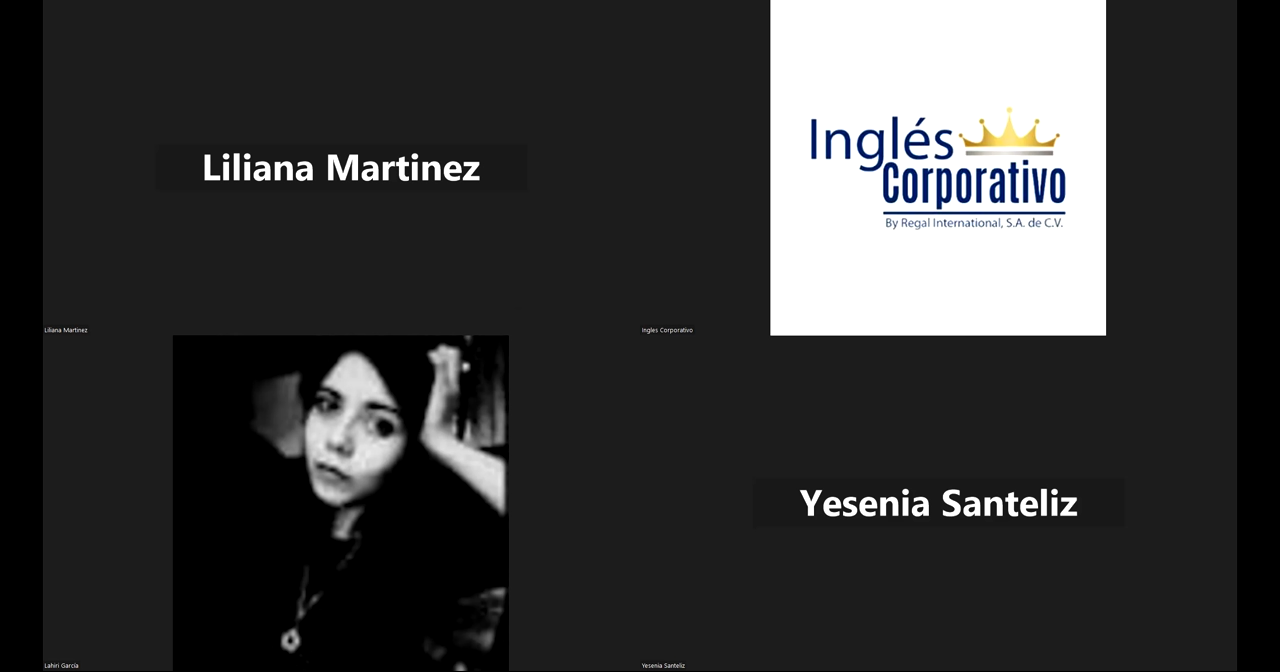 Liliana Martinez
Inglés
Corporativo
By Regal International, S.A. de C.V.
Liliana Martinez
Ingles Corporativo
Yesenia Santeliz
Lahiri García
Yesenia Santeliz